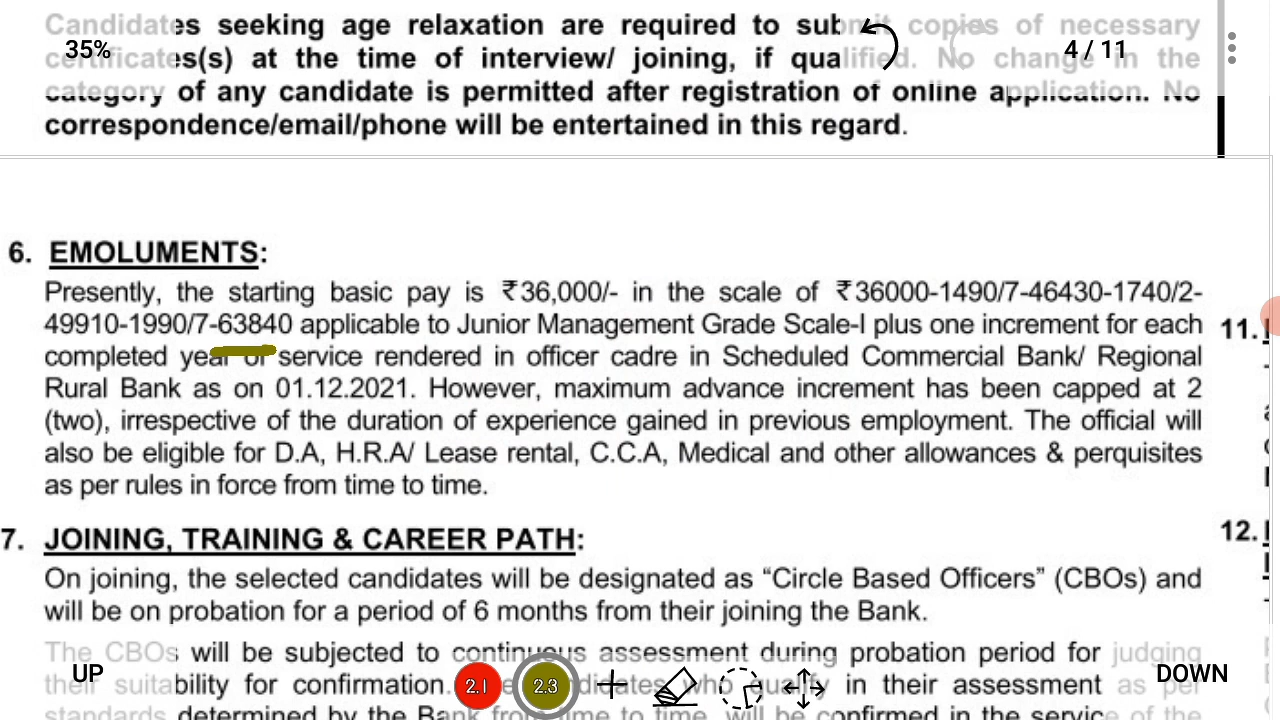 Candidates seeking age relaxation are required to submit copies of necessary
35%
4 / 11
certificates(s) at the time of interview/ joining, if qualified. No change in the
category of any candidate is permitted after registration of online application. No
correspondence/email/phone will be entertained in this regard.
6. EMOLUMENTS:
Presently, the starting basic pay is ₹36,000/- in the scale of ₹36000-1490/7-46430-1740/2-
49910-1990/7-63840 applicable to Junior Management Grade Scale-I plus one increment for each
11.
completed year of service rendered in officer cadre in Scheduled Commercial Bank/ Regional
Rural Bank as on 01.12.2021. However, maximum advance increment has been capped at 2
(two), irrespective of the duration of experience gained in previous employment. The official will
also be eligible for D.A, H.R.A/ Lease rental, C.C.A, Medical and other allowances & perquisites
as per rules in force from time to time.
12.
7. JOINING, TRAINING & CAREER PATH:
On joining, the selected candidates will be designated as “Circle Based Officers” (CBOs) and
will be on probation for a period of 6 months from their joining the Bank.
The CBOs will be subjected to continuous assessment during probation period for judging
UP
DOWN
their suitability for confirmation. candidates who qualify in their assessment as per
2.1
2.3
standards determined by the Bank from time to time, will be confirmed in the service of the